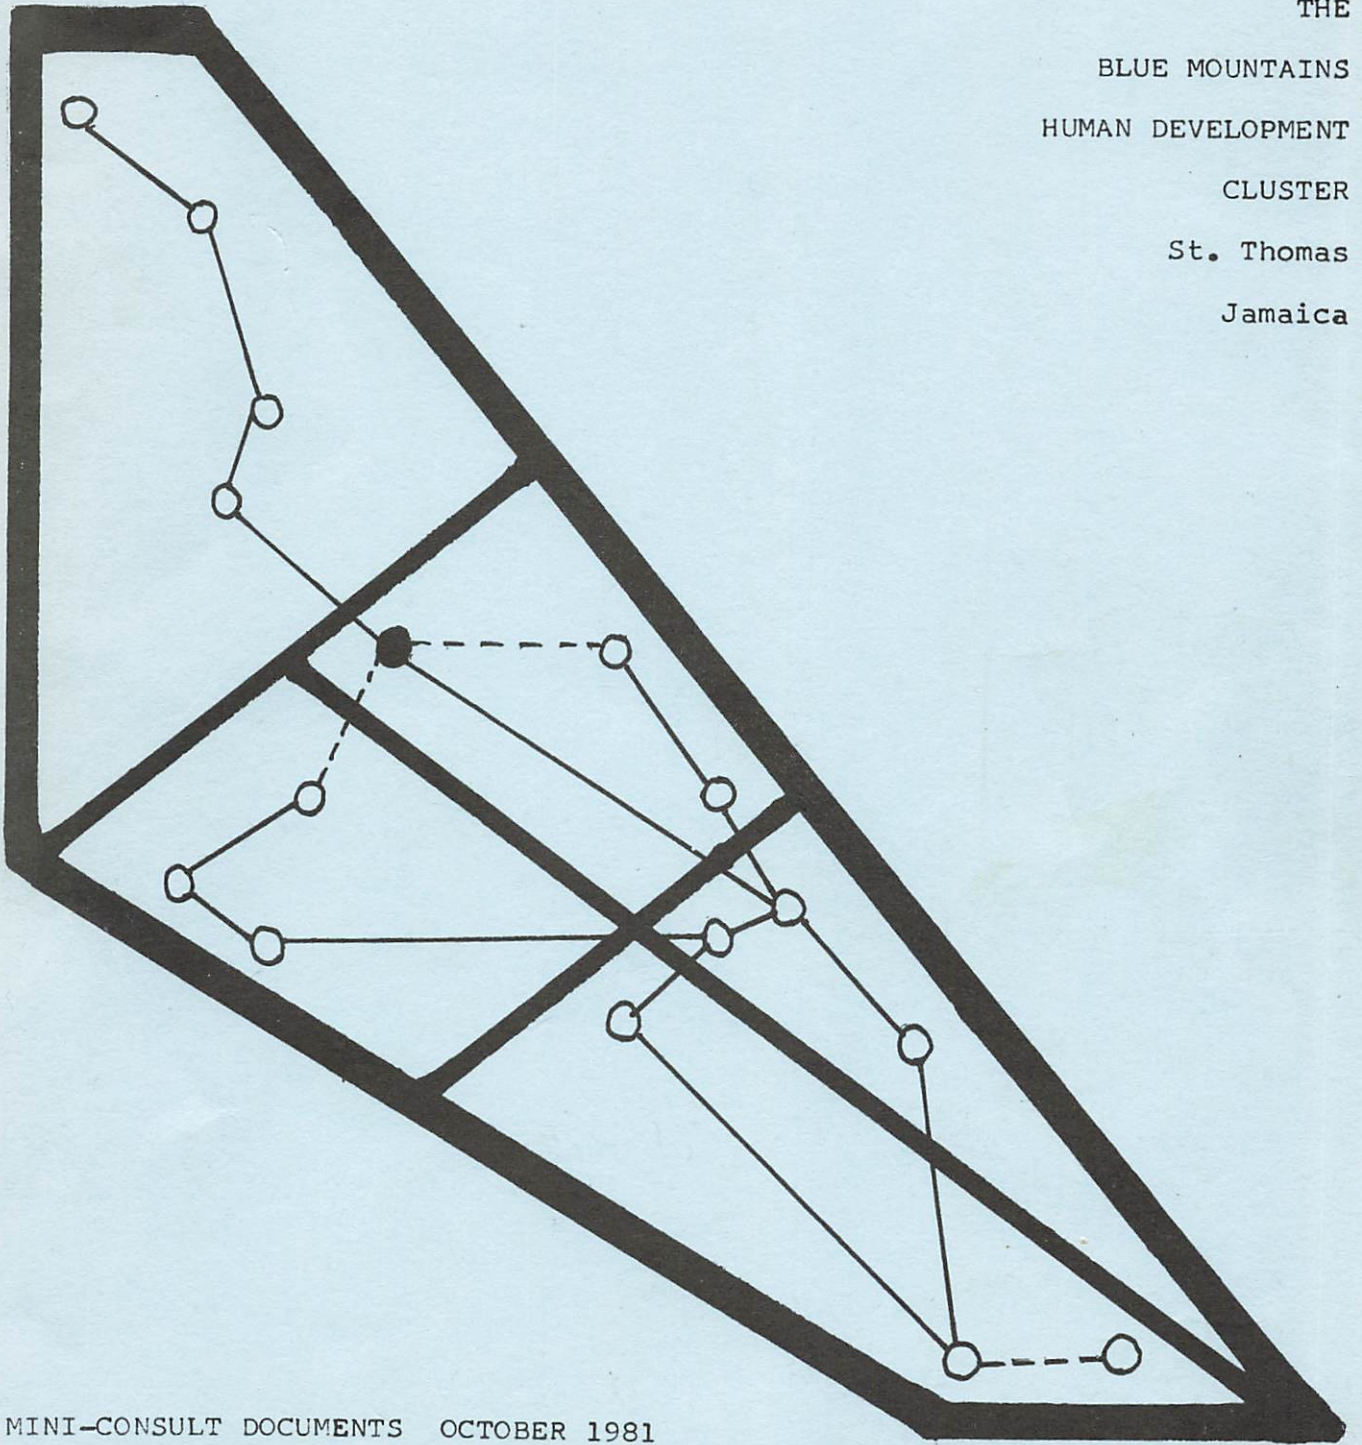 THE
BLUE MOUNTAINS
HUMAN DEVELOPMENT
CLUSTER
St. Thomas
Jamaica
MINI-CONSULT DOCUMENTS OCTOBER 1981